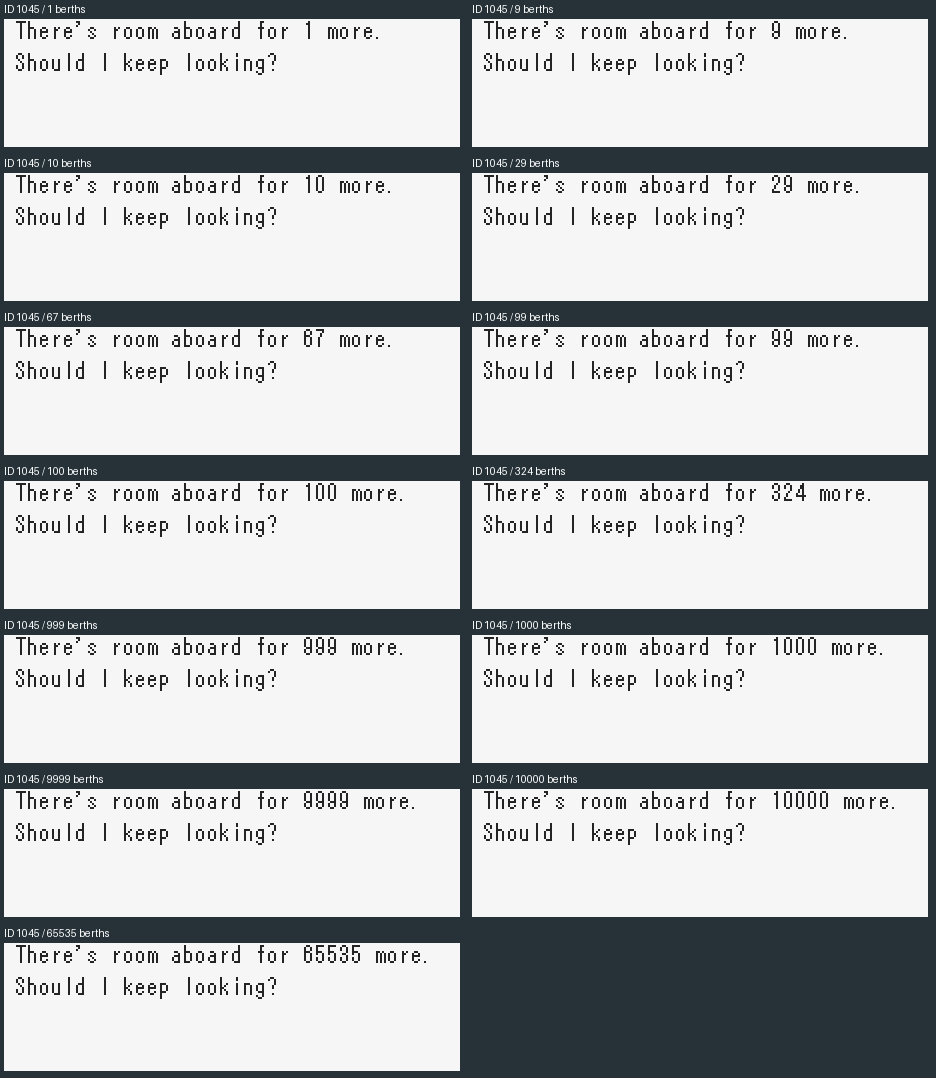 ID 1045 / 1 berths
There's room aboard for 1 more.
Should I keep looking?
ID 1045 / 9 berths
There's room aboard for 9 more.
Should I keep looking?
ID 1045 / 10 berths
There's room aboard for 10 more.
Should I keep looking?
ID 1045 / 29 berths
There's room aboard for 29 more.
Should I keep looking?
ID 1045 / 67 berths
There's room aboard for 67 more.
Should I keep looking?
ID 1045 / 99 berths
There's room aboard for 99 more.
Should I keep looking?
ID 1045 / 100 berths
There's room aboard for 100 more.
Should I keep looking?
ID 1045 / 324 berths
There's room aboard for 324 more.
Should I keep looking?
ID 1045 / 999 berths
There's room aboard for 999 more.
Should I keep looking?
ID 1045 / 1000 berths
There's room aboard for 1000 more.
Should I keep looking?
ID 1045 / 9999 berths
There's room aboard for 9999 more.
Should I keep looking?
ID 1045 / 10000 berths
There's room aboard for 10000 more.
Should I keep looking?
ID 1045 / 65535 berths
There's room aboard for 65535 more.
Should I keep looking?